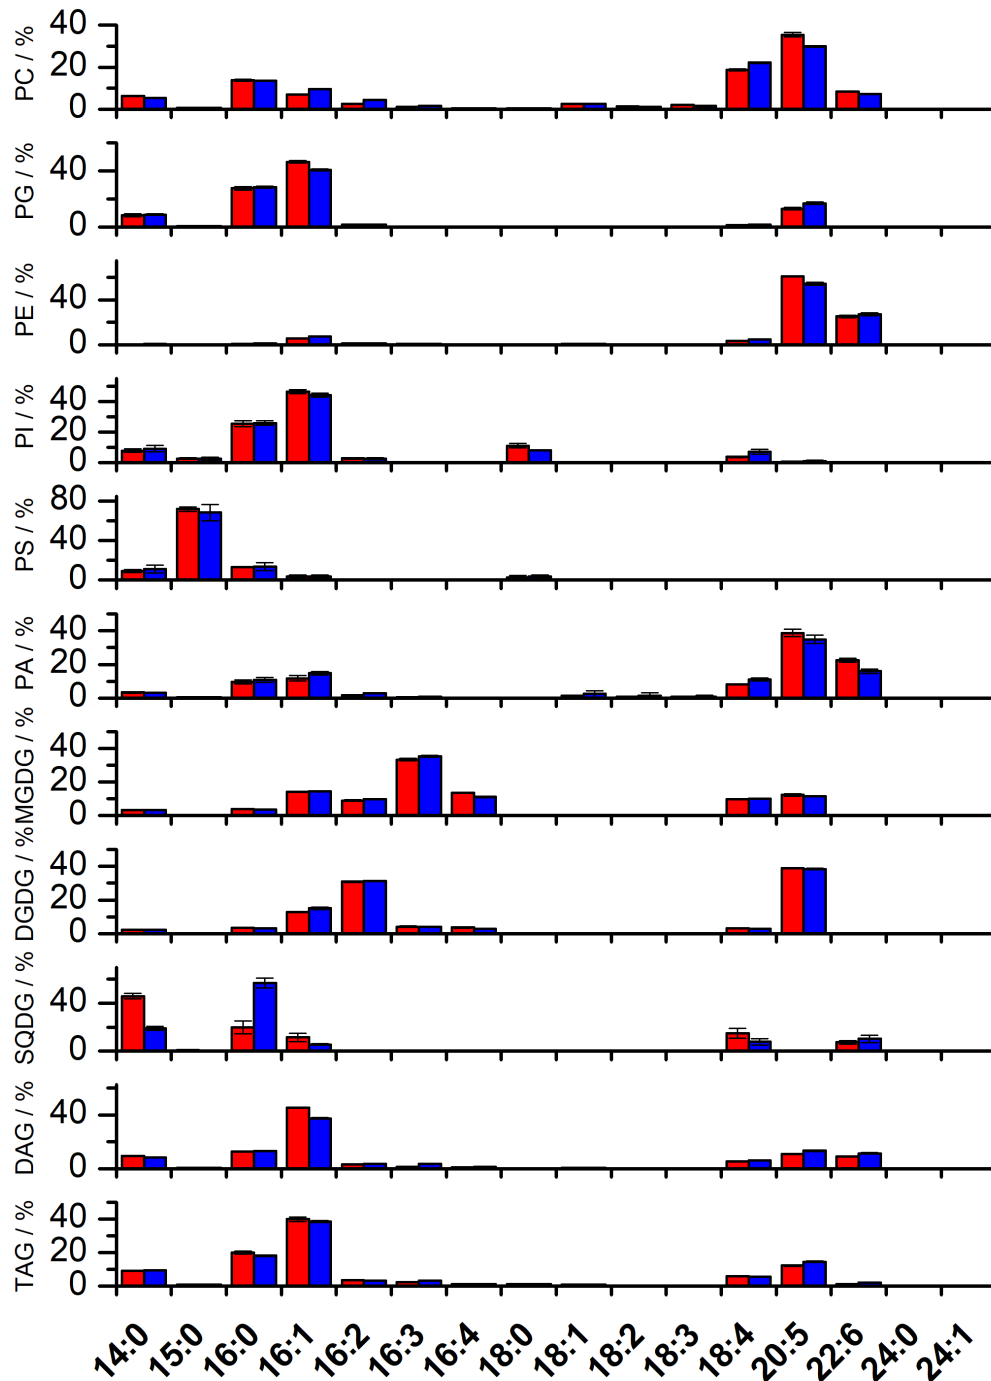 PC / %
40
20
0
PG / %
40
0
PE / %
40
0
PI / %
40
20
0
PS / %
80
40
0
PA / %
40
20
0
MGDG / %
40
20
0
DGDG / %
40
20
0
SQDG / %
40
0
DAG / %
40
0
TAG / %
40
20
0
14:0 15:0 16:0 16:1 16:2 16:3 16:4 18:0 18:1 18:2 18:3 18:4 20:5 22:6 24:0 24:1